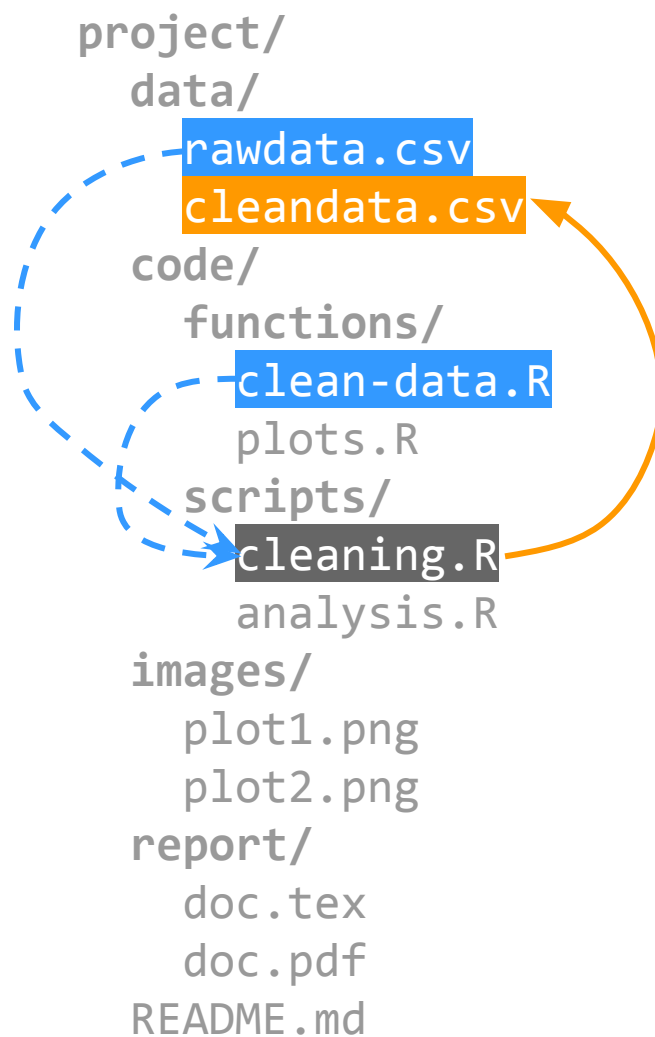 project/
data/
rawdata.csv
cleandata.csv
code/
functions/
clean-data.R
plots.R
scripts/
cleaning.R
analysis.R
images/
plot1.png
plot2.png
report/
doc.tex
doc.pdf
README.md